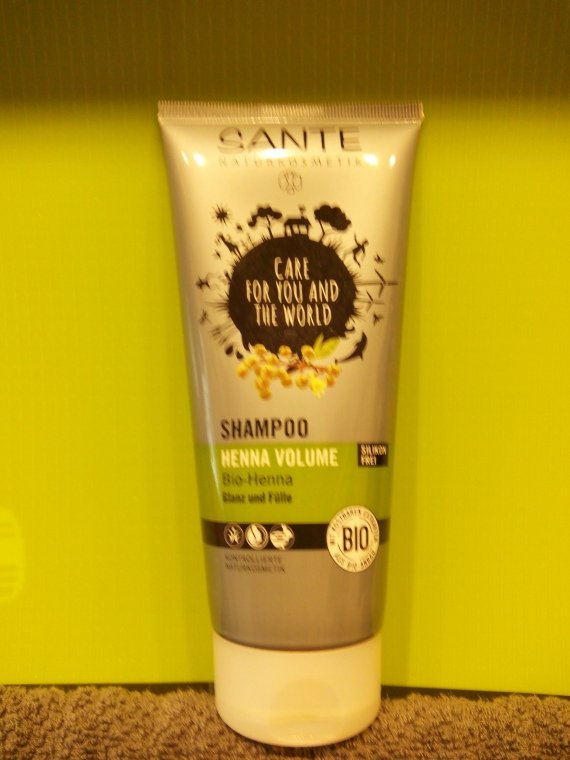 SANTE
NATURKOSMETIK
CARE
FOR YOU AND
THE WORLD
SHAMPOO
HENNA VOLUME
SILIKON
FREI
Bio-Henna
Glanz und Fülle
BIO
KONTROLLIERTE
NATURKOSMETIK